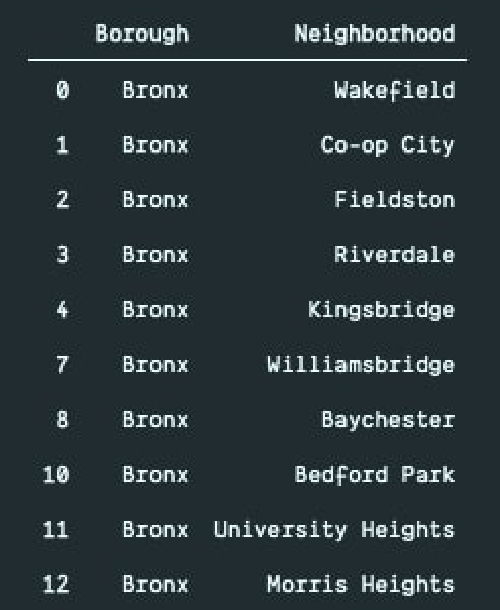 Borough Neighborhood
0 Bronx Wakefield
1 Bronx Co-op City
2 Bronx Fieldston
3 Bronx Riverdale
4 Bronx Kingsbridge
7 Bronx Williamsbridge
8 Bronx Baychester
10 Bronx Bedford Park
11 Bronx University Heights
12 Bronx Morris Heights